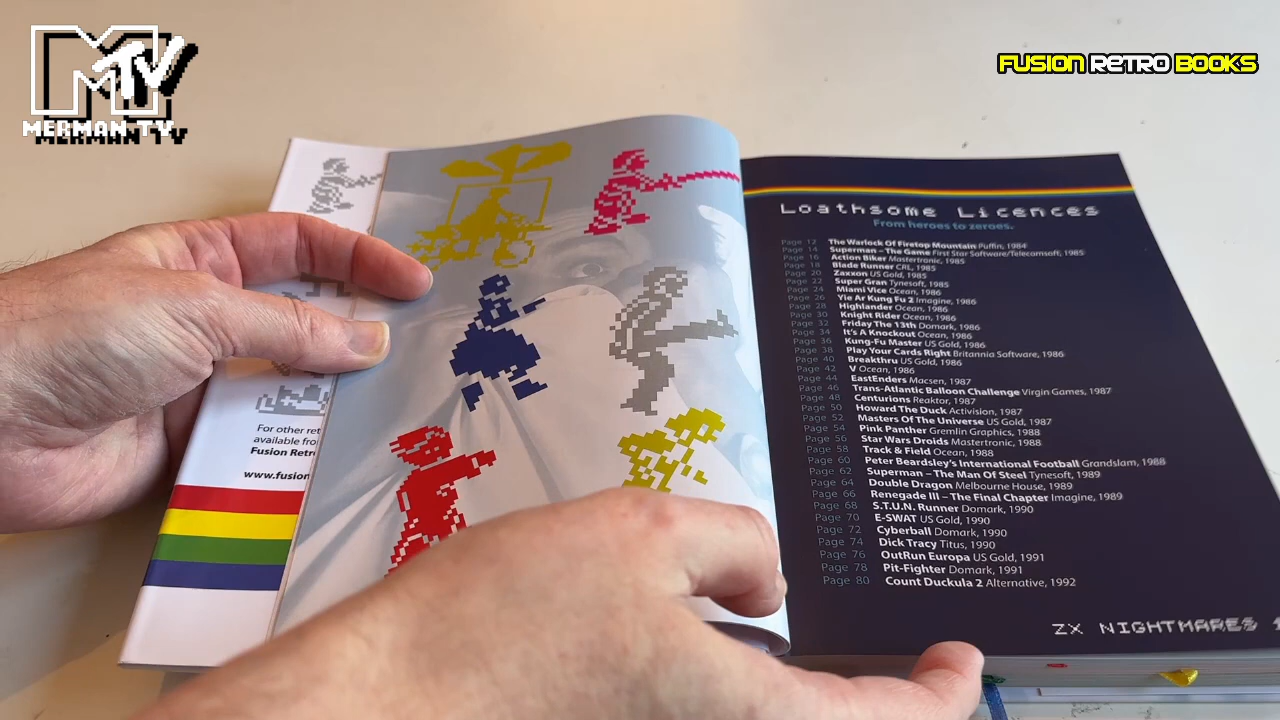 MTV
MERMAN TV
FUSION RETRO BOOKS
For other ret
available fro
Fusion Retr
www.fusion
Loathsome Licences
From heroes to zeroes.
Page 12 The Warlock Of Firetop Mountain Puffin, 1984
Page 14 Superman – The Game First Star Software/Telecomsoft, 1985
Page 16 Action Biker Mastertronic, 1985
Page 18 Blade Runner CRL, 1985
Page 20 Zaxxon US Gold, 1985
Page 22 Super Gran Tynesoft, 1985
Page 24 Miami Vice Ocean, 1986
Page 26 Yie Ar Kung Fu 2 Imagine, 1986
Page 28 Highlander Ocean, 1986
Page 30 Knight Rider Ocean, 1986
Page 32 Friday The 13th Domark, 1986
Page 34 It's A Knockout Ocean, 1986
Page 36 Kung-Fu Master US Gold, 1986
Page 38 Play Your Cards Right Britannia Software, 1986
Page 40 Breakthru US Gold, 1986
Page 42 V Ocean, 1986
Page 44 EastEnders Macsen, 1987
Page 46 Trans-Atlantic Balloon Challenge Virgin Games, 1987
Page 48 Centurions Reaktor, 1987
Page 50 Howard The Duck Activision, 1987
Page 52 Masters Of The Universe US Gold, 1987
Page 54 Pink Panther Gremlin Graphics, 1988
Page 56 Star Wars Droids Mastertronic, 1988
Page 58 Track & Field Ocean, 1988
Page 60 Peter Beardsley's International Football Grandslam, 1988
Page 62 Superman – The Man Of Steel Tynesoft, 1989
Page 64 Double Dragon Melbourne House, 1989
Page 66 Renegade III – The Final Chapter Imagine, 1989
Page 68 S.T.U.N. Runner Domark, 1990
Page 70 E-SWAT US Gold, 1990
Page 72 Cyberball Domark, 1990
Page 74 Dick Tracy Titus, 1990
Page 76 OutRun Europa US Gold, 1991
Page 78 Pit-Fighter Domark, 1991
Page 80 Count Duckula 2 Alternative, 1992
ZX NIGHTMARES